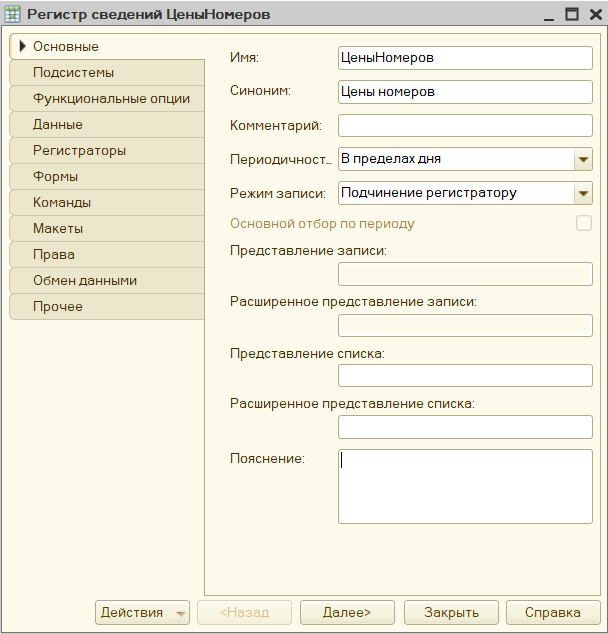 Регистр сведений ЦеныНомеров
Основные
Подсистемы
Функциональные опции
Данные
Регистраторы
Формы
Команды
Макеты
Права
Обмен данными
Прочее
Имя: ЦеныНомеров
Синоним: Цены номеров
Комментарий:
Периодичност... В пределах дня
Режим записи: Подчинение регистратору
Основной отбор по периоду
Представление записи:
Расширенное представление записи:
Представление списка:
Расширенное представление списка:
Пояснение:
Действия <Назад Далее> Закрыть Справка